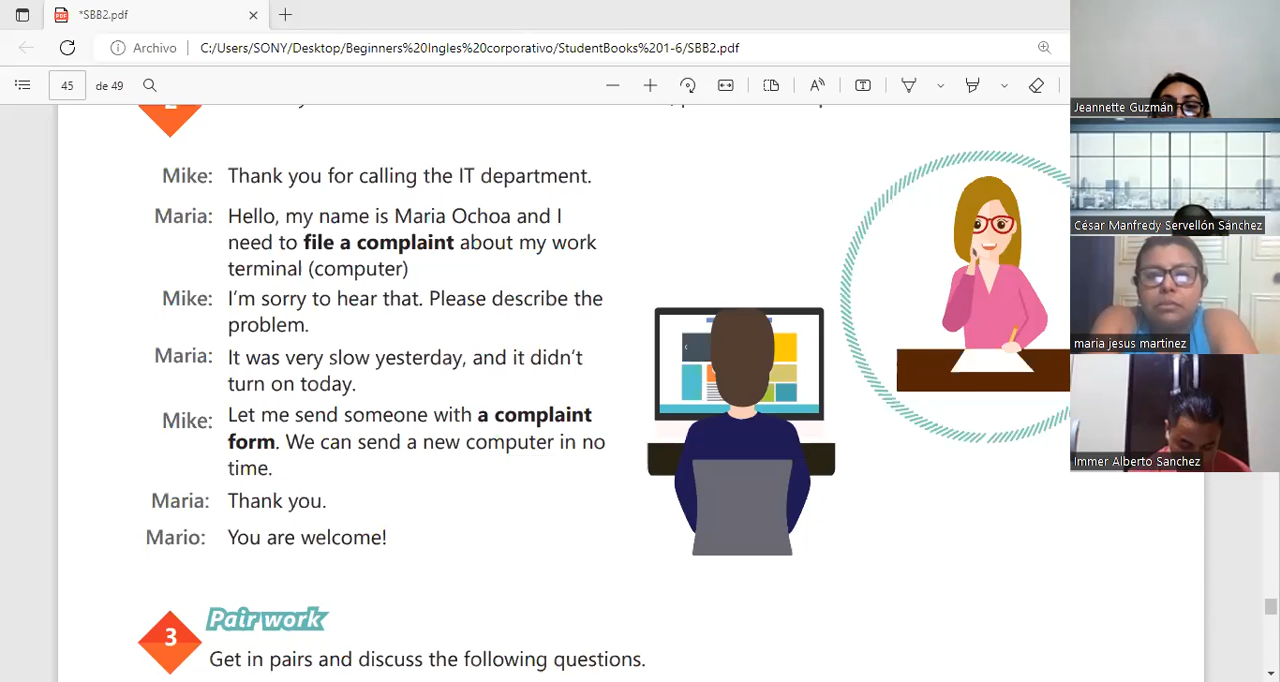 *SBB2.pdf
Archivo
C:/Users/SONY/Desktop/Beginners%20Ingles%20corporativo/StudentBooks%201-6/SBB2.pdf
45 de 49
Mike: Thank you for calling the IT department.
Maria: Hello, my name is Maria Ochoa and I
need to file a complaint about my work
terminal (computer)
Mike: I'm sorry to hear that. Please describe the
problem.
Maria: It was very slow yesterday, and it didn't
turn on today.
Mike: Let me send someone with a complaint
form. We can send a new computer in no
time.
Maria: Thank you.
Mario: You are welcome!
3 Pair work
Get in pairs and discuss the following questions.
Jeannette Guzmán
César Manfredy Servellón Sánchez
maria jesus martinez
Immer Alberto Sanchez